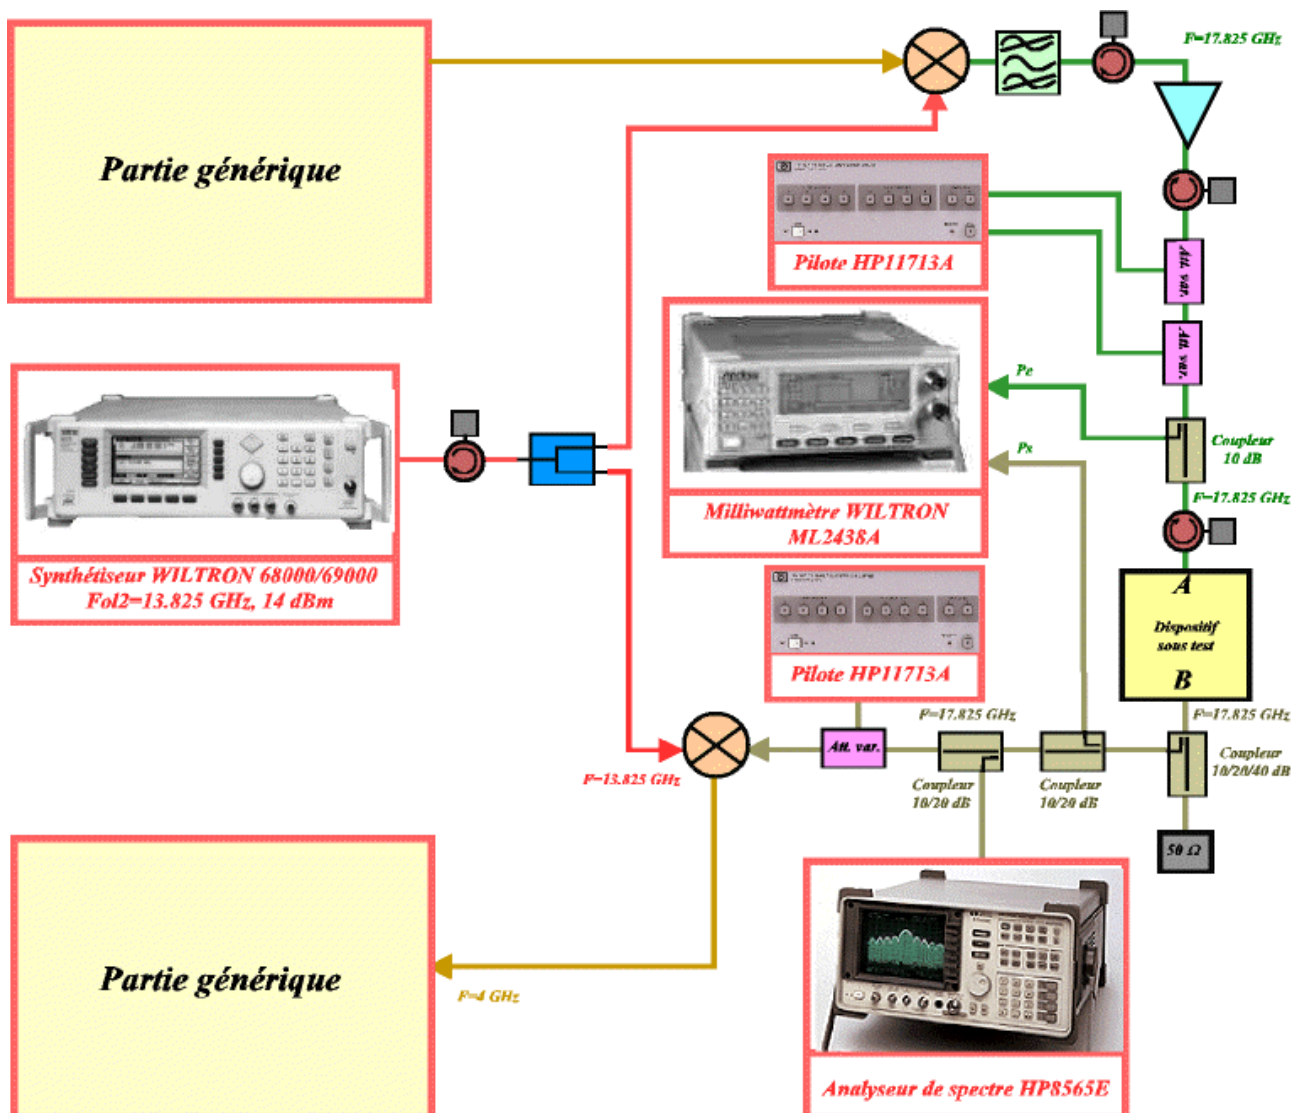 F=17.825 GHz
Partie générique
Pilote HP11713A
Att. var.
Att. var.
Pe
Ps
Coupleur
10 dB
F=17.825 GHz
Milliwattmètre WILTRON
ML2438A
Synthétiseur WILTRON 68000/69000
Fol2=13.825 GHz, 14 dBm
A
Dispositif
sous test
B
Pilote HP11713A
F=17.825 GHz
F=17.825 GHz
Att. var.
F=13.825 GHz
Coupleur
10/20 dB
Coupleur
10/20 dB
Coupleur
10/20/40 dB
50 Ω
Partie générique
F=4 GHz
Analyseur de spectre HP8565E